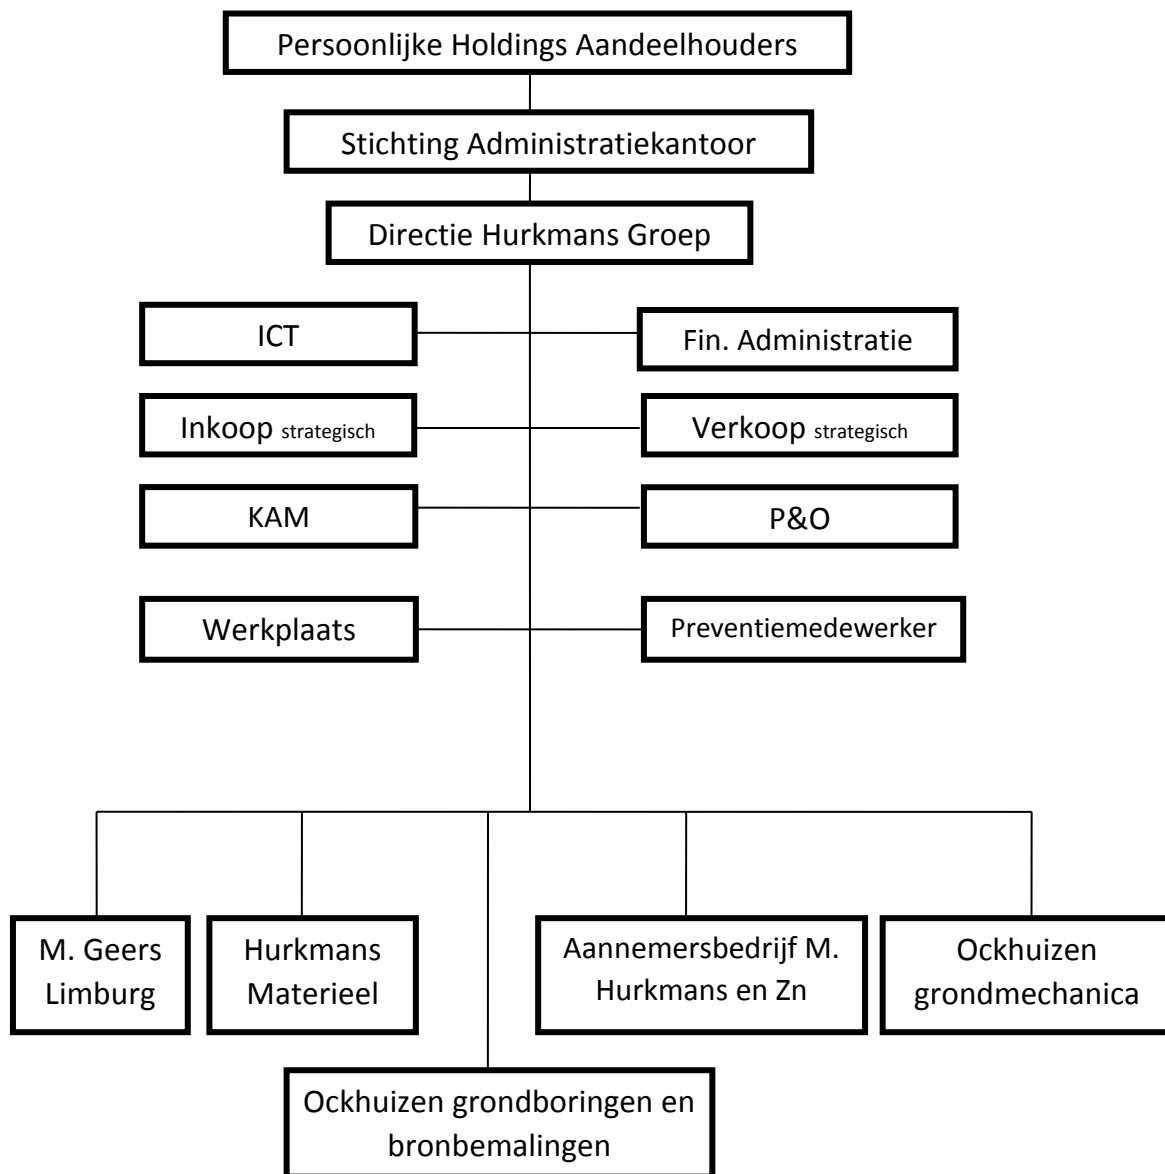 Persoonlijke Holdings Aandeelhouders
Stichting Administratiekantoor
Directie Hurkmans Groep
ICT
Fin. Administratie
Inkoop strategisch
Verkoop strategisch
KAM
P&O
Werkplaats
Preventiemedewerker
M. Geers
Limburg
Hurkmans
Materieel
Aannemersbedrijf M.
Hurkmans en Zn
Ockhuizen
grondmechanica
Ockhuizen grondboringen en
bronbemalingen